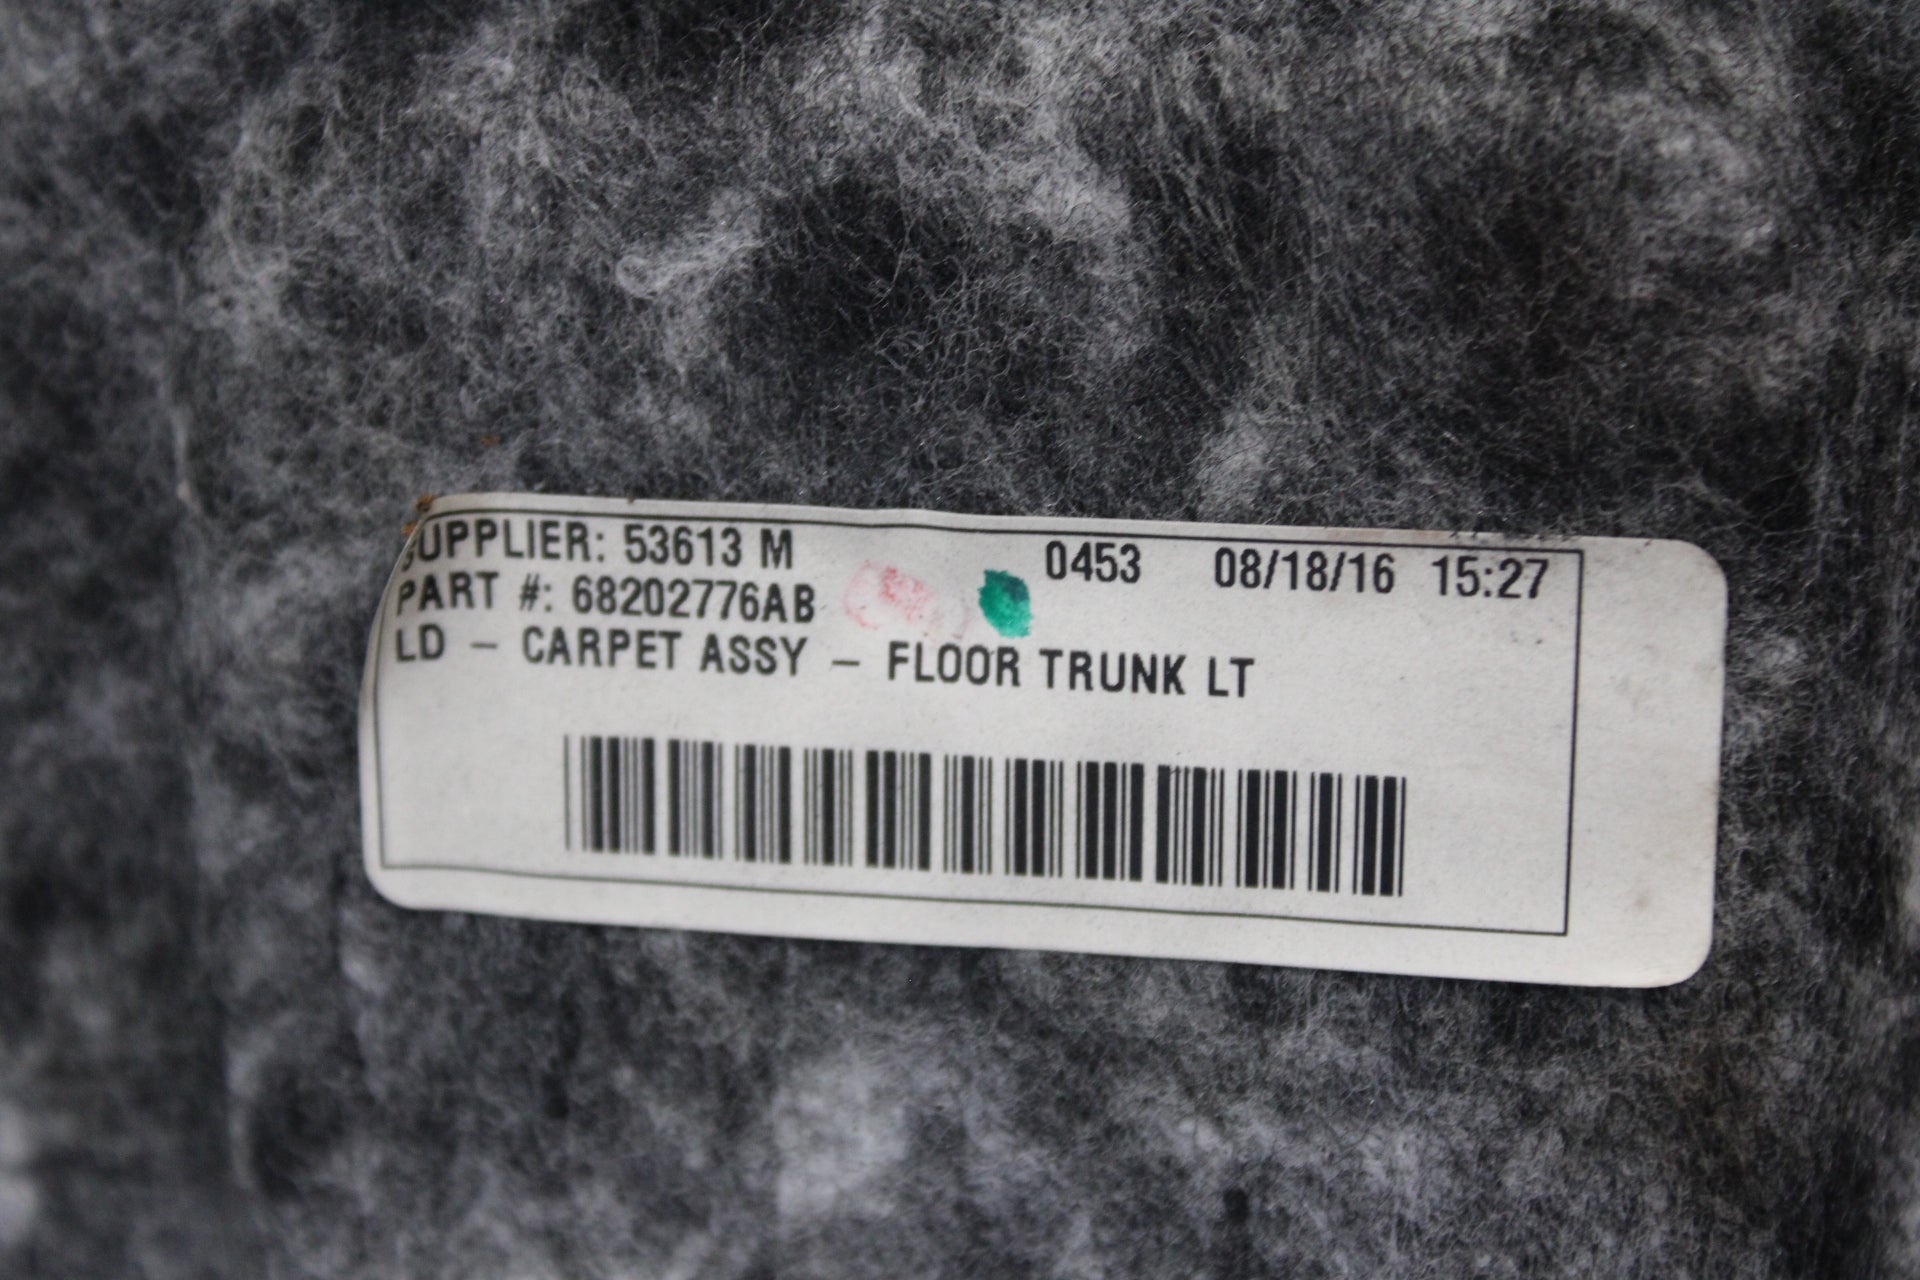 SUPPLIER: 53613 M 0453 08/18/16 15:27
PART #: 68202776AB
LD - CARPET ASSY - FLOOR TRUNK LT